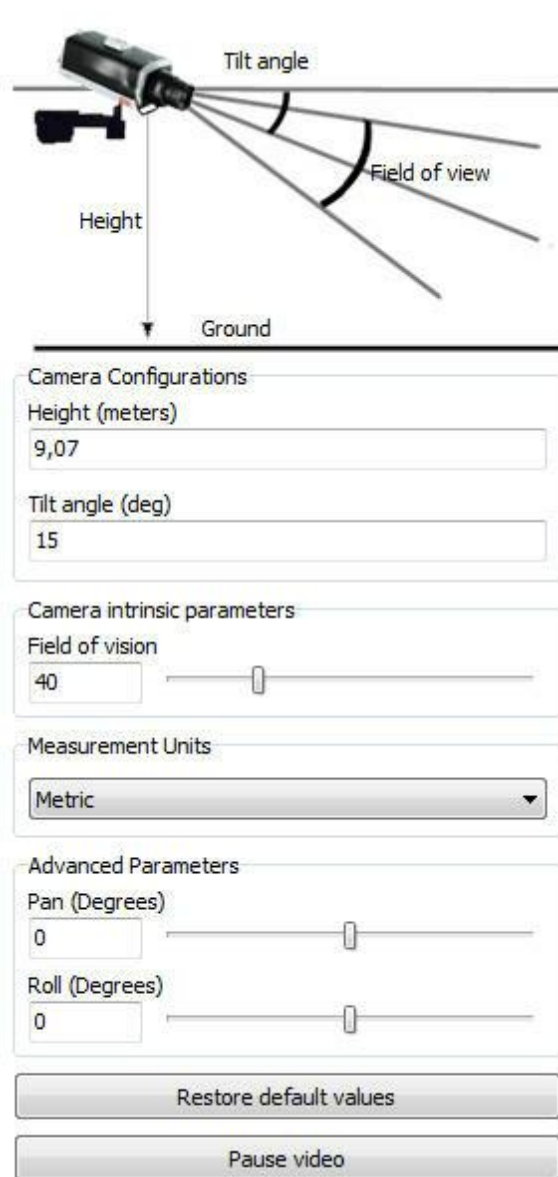 Tilt angle
Field of view
Height
Ground
Camera Configurations
Height (meters)
9,07
Tilt angle (deg)
15
Camera intrinsic parameters
Field of vision
40
Measurement Units
Metric
Advanced Parameters
Pan (Degrees)
0
Roll (Degrees)
0
Restore default values
Pause video